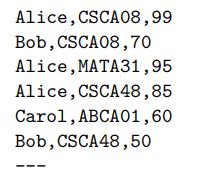 Alice,CSCA08,99
Bob,CSCA08,70
Alice,MATA31,95
Alice,CSCA48,85
Carol,ABCA01,60
Bob,CSCA48,50
---